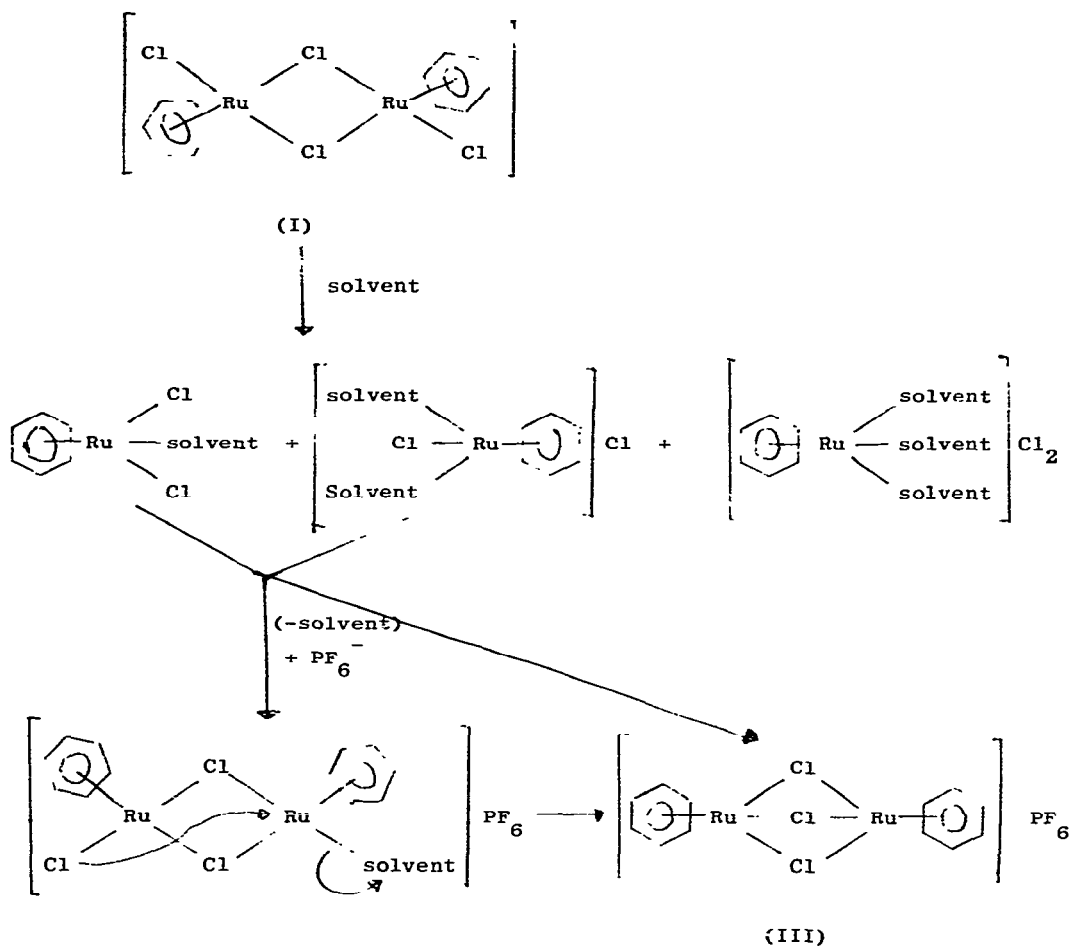 Cl Cl
Ru Ru
Cl Cl
(I)
solvent
Cl solvent solvent
Ru solvent + Cl Ru Cl + Ru solvent Cl2
Cl Solvent solvent
(-solvent)
+ PF6-
Cl Cl
Ru Ru PF6 Ru Cl Ru PF6
Cl Cl solvent Cl
(III)